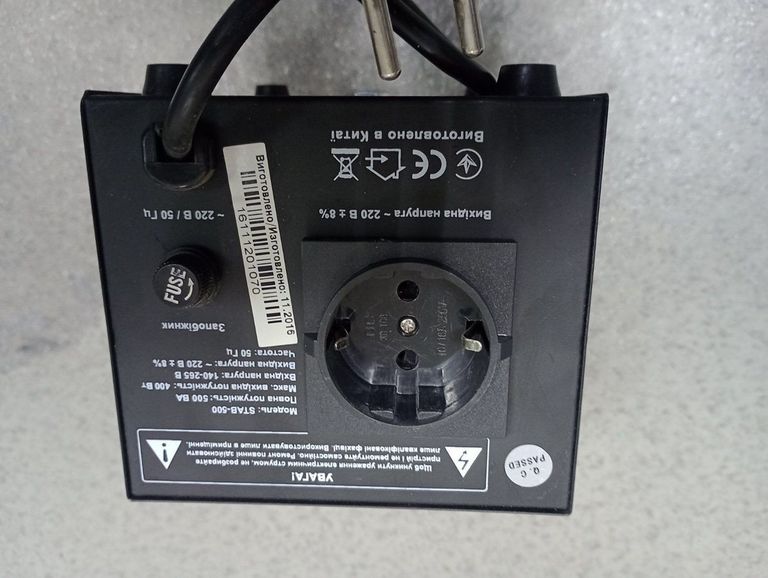 УВАГА!
Щоб уникнути ураження електричним струмом, не розбирайте
пристрій і не ремонтуйте самостійно. Ремонт повинні здійснювати
лише кваліфіковані фахівці. Використовувати лише в приміщенні.
Q.C
PASSED
Модель: STAB-500
Повна потужність: 500 ВА
Макс. вихідна потужність: 400 Вт
Вхідна напруга: 140-265 В
Вихідна напруга: ~ 220 В ± 8%
Частота: 50 Гц
Запобіжник
FUSE
~ 220 В / 50 Гц
Виготовлено/Изготовлено: 11.2016
16111201070
Вихідна напруга ~ 220 В ± 8%
CE
Виготовлено в Китаї